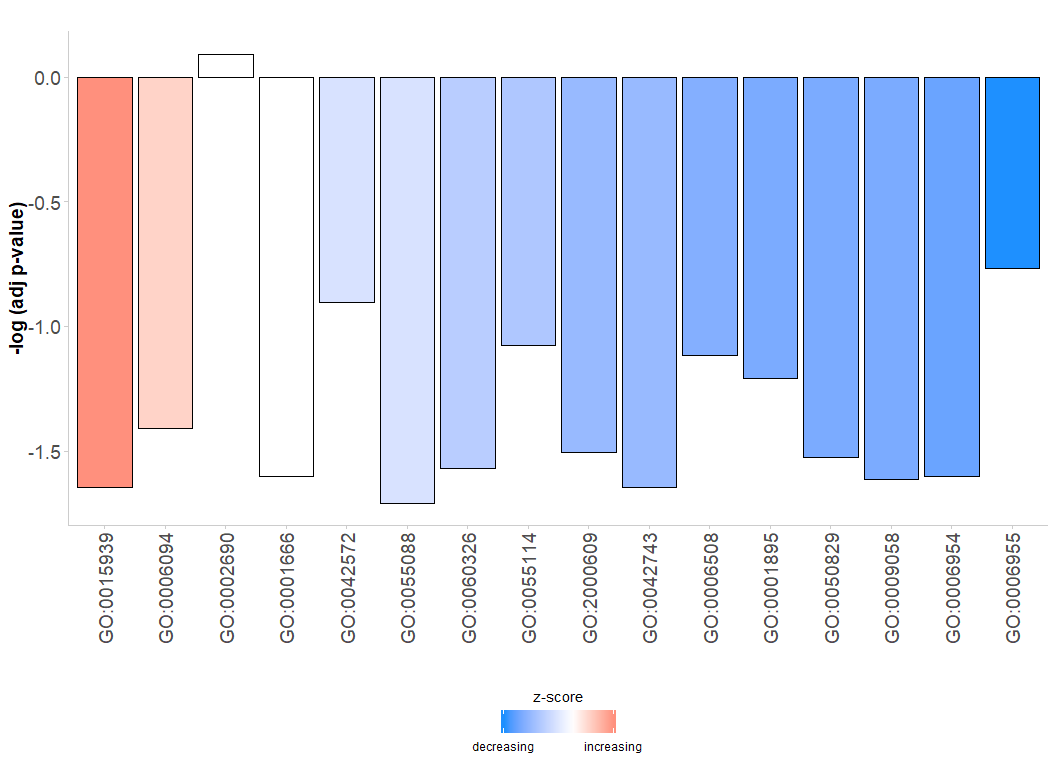 0.0
-0.5
-1.0
-1.5
-log (adj p-value)
GO:0015939
GO:0006094
GO:0002690
GO:0001666
GO:0042572
GO:0055088
GO:0060326
GO:0055114
GO:2000609
GO:0042743
GO:0006508
GO:0001895
GO:0050829
GO:0009058
GO:0006954
GO:0006955
z-score
decreasing increasing